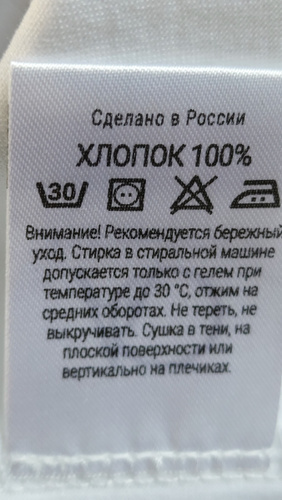 Сделано в России
ХЛОПОК 100%
30
Внимание! Рекомендуется бережный
уход. Стирка в стиральной машине
допускается только с гелем при
температуре до 30 °С, отжим на
средних оборотах. Не тереть, не
выкручивать. Сушка в тени, на
плоской поверхности или
вертикально на плечиках.